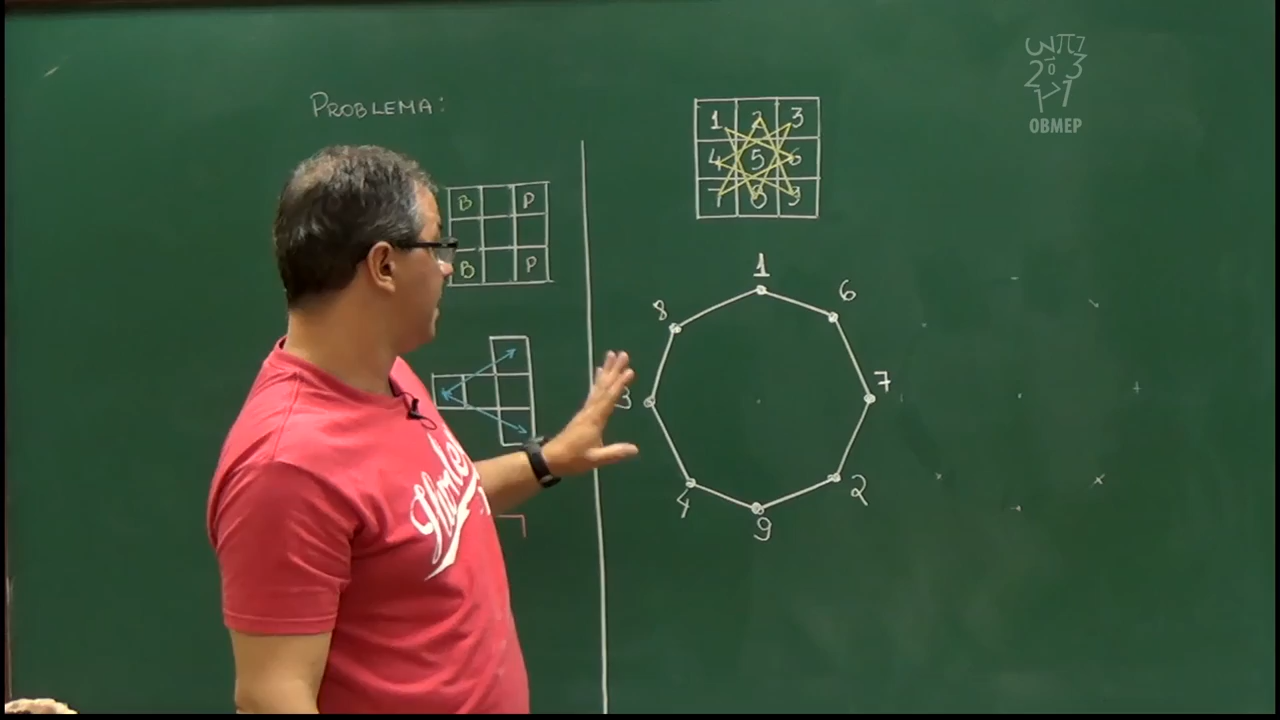 PROBLEMA:
B P
B P
1 2 3
4 5 6
7 8 9
1
8 6
3 7
4 2
9
OBMEP